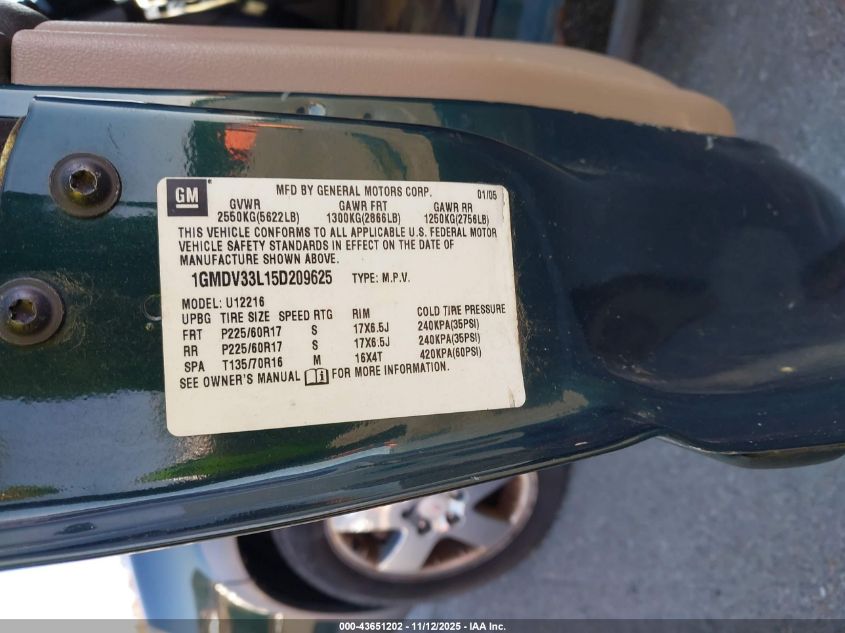 GM
MFD BY GENERAL MOTORS CORP. 01/05
GVWR GAWR FRT GAWR RR
2550KG(5622LB) 1300KG(2866LB) 1250KG(2756LB)
THIS VEHICLE CONFORMS TO ALL APPLICABLE U.S. FEDERAL MOTOR
VEHICLE SAFETY STANDARDS IN EFFECT ON THE DATE OF
MANUFACTURE SHOWN ABOVE.
1GMDV33L15D209625 TYPE: M.P.V.
MODEL: U12216
UPBG TIRE SIZE SPEED RTG RIM COLD TIRE PRESSURE
FRT P225/60R17 S 17X6.5J 240KPA(35PSI)
RR P225/60R17 S 17X6.5J 240KPA(35PSI)
SPA T135/70R16 M 16X4T 420KPA(60PSI)
SEE OWNER'S MANUAL FOR MORE INFORMATION.
000-43651202 - 11/12/2025 - IAA Inc.